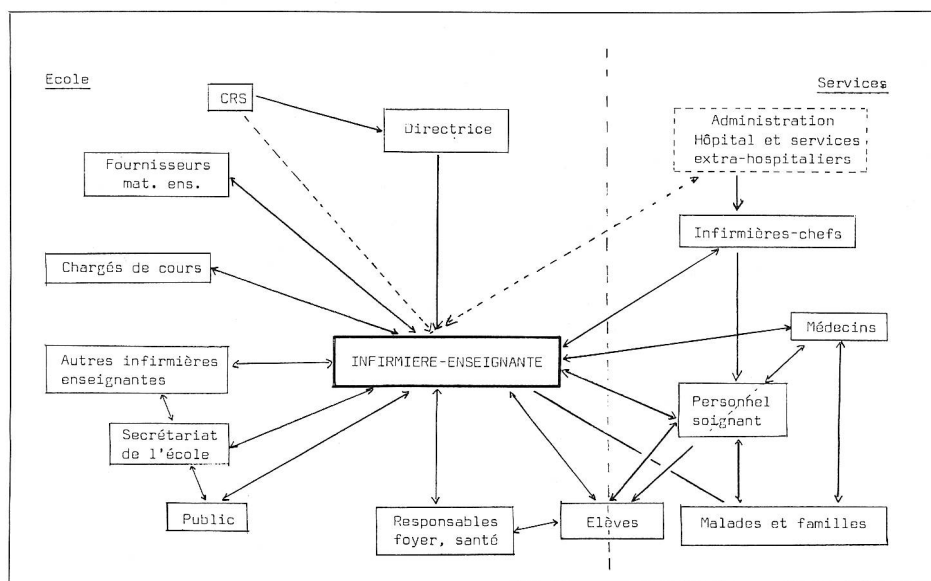 Ecole
Services
CRS
Directrice
Administration
Hôpital et services
extra-hospitaliers
Fournisseurs
mat. ens.
Infirmières-chefs
Chargés de cours
Médecins
Autres infirmières
enseignantes
INFIRMIERE-ENSEIGNANTE
Personnel
soignant
Secrétariat
de l'école
Public
Responsables
foyer, santé
Elèves
Malades et familles